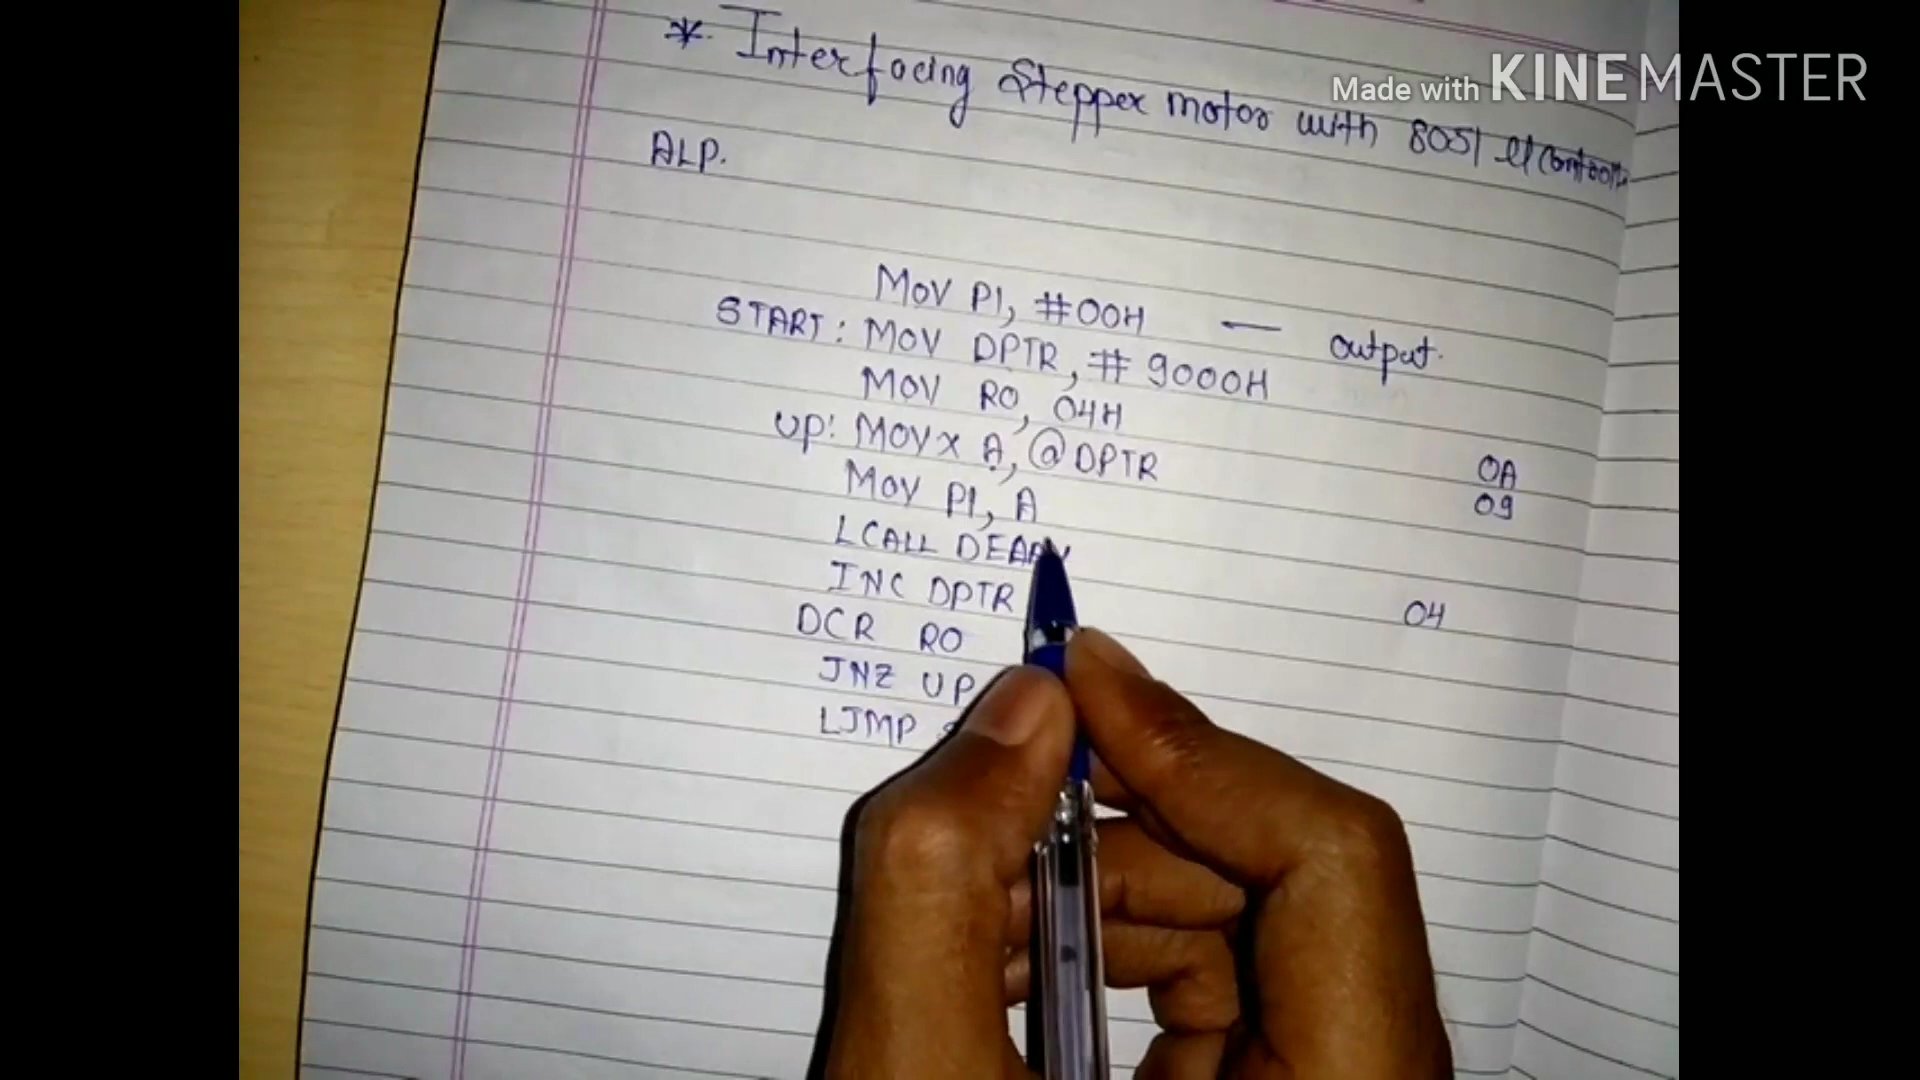 * Interfacing Stepper motor with 8051
Made with KINEMASTER
ALP.
MOV P1, #00H — output.
START: MOV DPTR, # 9000H
MOV R0, 04H
UP: MOVX A, @DPTR
0A
MOV P1, A
09
LCALL
INC DPTR
04
DCR R0
JNZ UP
LJMP